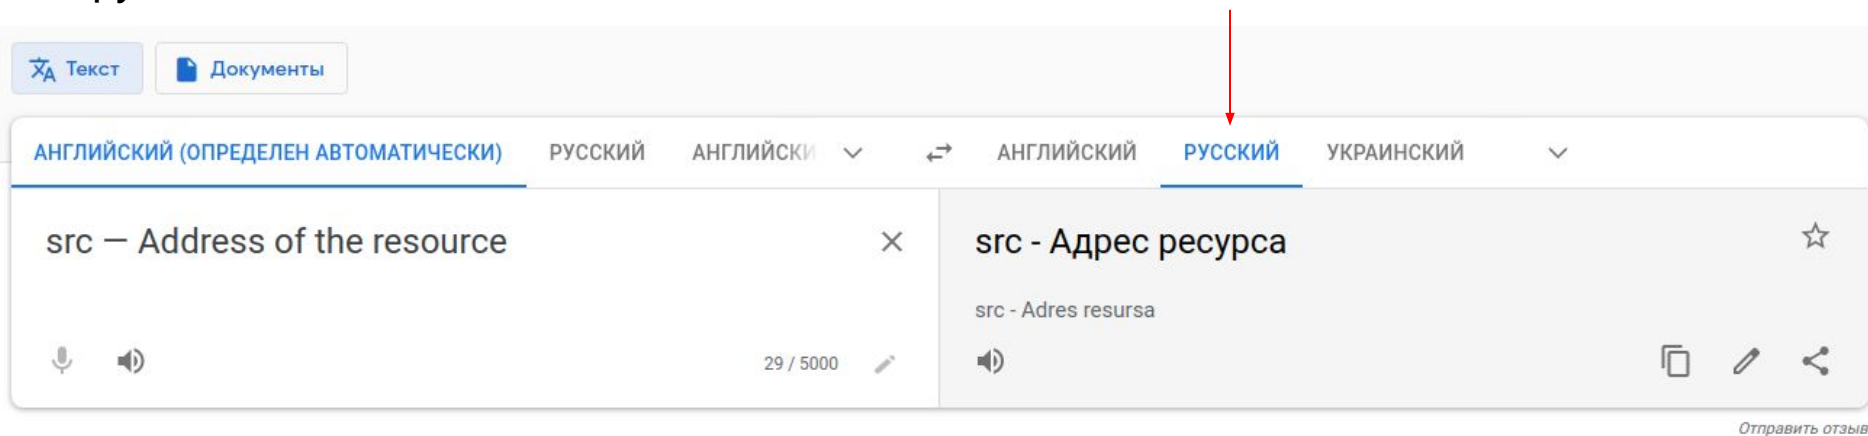 Текст Документы
АНГЛИЙСКИЙ (ОПРЕДЕЛЕН АВТОМАТИЧЕСКИ) РУССКИЙ АНГЛИЙСКИ АНГЛИЙСКИЙ РУССКИЙ УКРАИНСКИЙ
src — Address of the resource
src - Адрес ресурса
src - Adres resursa
29 / 5000
Отправить отзыв